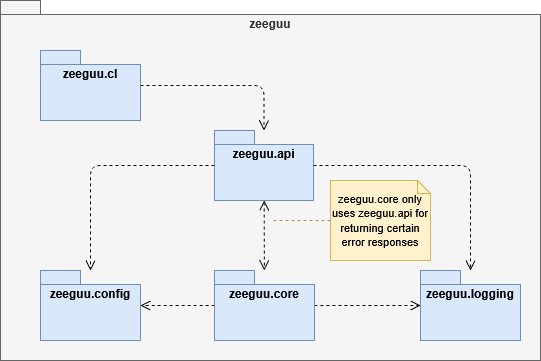 zeeguu
zeeguu.cl
zeeguu.api
zeeguu.core only
uses zeeguu.api for
returning certain
error responses
zeeguu.config
zeeguu.core
zeeguu.logging